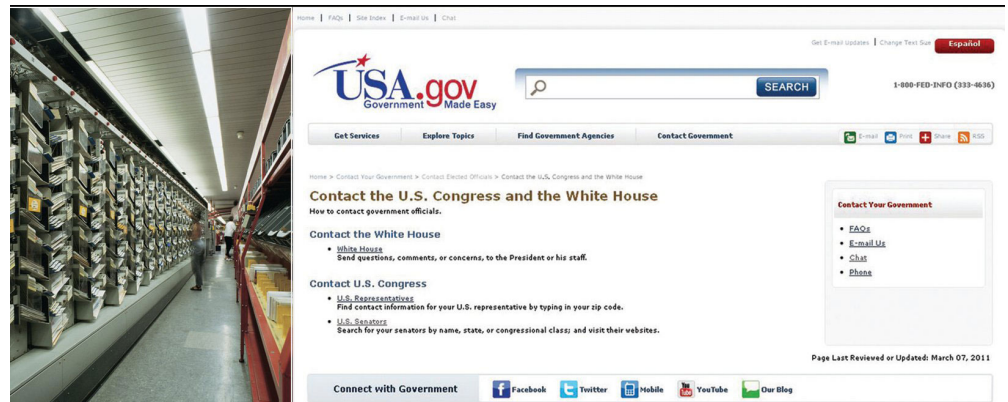 Home | FAQs | Site Index | E-mail Us | Chat
Get E-mail Updates | Change Text Size Español
USA.gov
Government Made Easy
SEARCH
1-800-FED-INFO (333-4636)
Get Services Explore Topics Find Government Agencies Contact Government E-mail Print Share RSS
Home > Contact Your Government > Contact Elected Officials > Contact the U.S. Congress and the White House
Contact the U.S. Congress and the White House
How to contact government officials.
Contact the White House
• White House
Send questions, comments, or concerns, to the President or his staff.
Contact U.S. Congress
• U.S. Representatives
Find contact information for your U.S. representative by typing in your zip code.
• U.S. Senators
Search for your senators by name, state, or congressional class; and visit their websites.
Contact Your Government
• FAQs
• E-mail Us
• Chat
• Phone
Page Last Reviewed or Updated: March 07, 2011
Connect with Government Facebook Twitter Mobile You Tube YouTube Our Blog